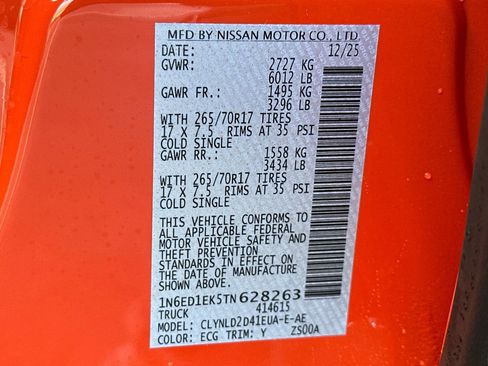 MFD BY NISSAN MOTOR CO., LTD.
DATE: 12/25
GVWR: 2727 KG
6012 LB
GAWR FR.: 1495 KG
3296 LB
WITH 265/70R17 TIRES
17 X 7.5 RIMS AT 35 PSI
COLD SINGLE
GAWR RR.: 1558 KG
3434 LB
WITH 265/70R17 TIRES
17 X 7.5 RIMS AT 35 PSI
COLD SINGLE
THIS VEHICLE CONFORMS TO
ALL APPLICABLE FEDERAL
MOTOR VEHICLE SAFETY AND
THEFT PREVENTION
STANDARDS IN EFFECT ON
THE DATE OF MANUFACTURE
SHOWN ABOVE.
1N6ED1EK5TN628263
TRUCK 414615
MODEL: CLYNLD2D41EUA-E-AE
COLOR: ECG TRIM: Y ZS00A